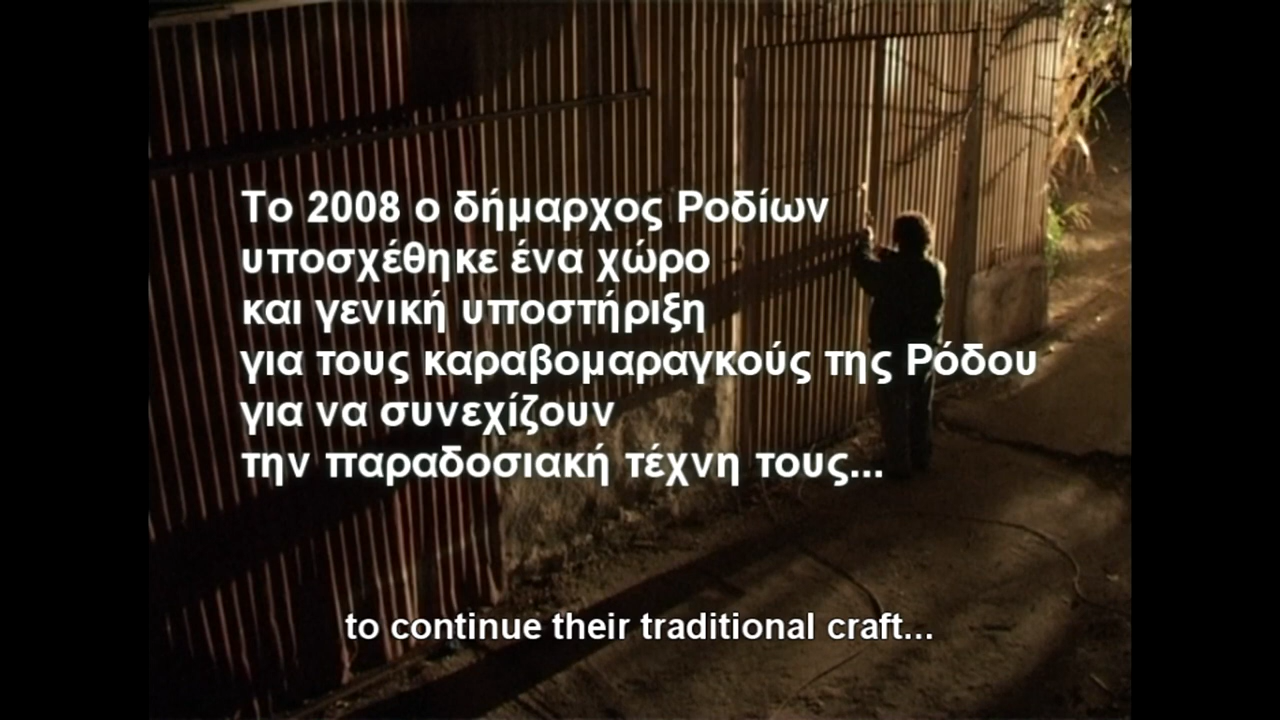 Το 2008 ο δήμαρχος Ροδίων
υποσχέθηκε ένα χώρο
και γενική υποστήριξη
για τους καραβομαραγκούς της Ρόδου
για να συνεχίζουν
την παραδοσιακή τέχνη τους...
to continue their traditional craft...